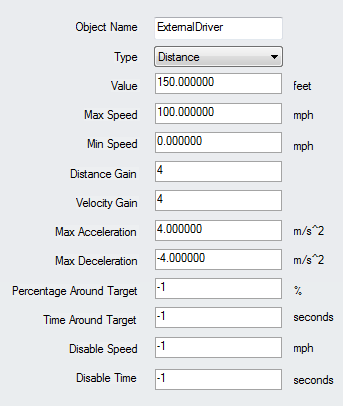 Object Name ExternalDriver
Type Distance
Value 150.000000 feet
Max Speed 100.000000 mph
Min Speed 0.000000 mph
Distance Gain 4
Velocity Gain 4
Max Acceleration 4.000000 m/s^2
Max Deceleration -4.000000 m/s^2
Percentage Around Target -1 %
Time Around Target -1 seconds
Disable Speed -1 mph
Disable Time -1 seconds